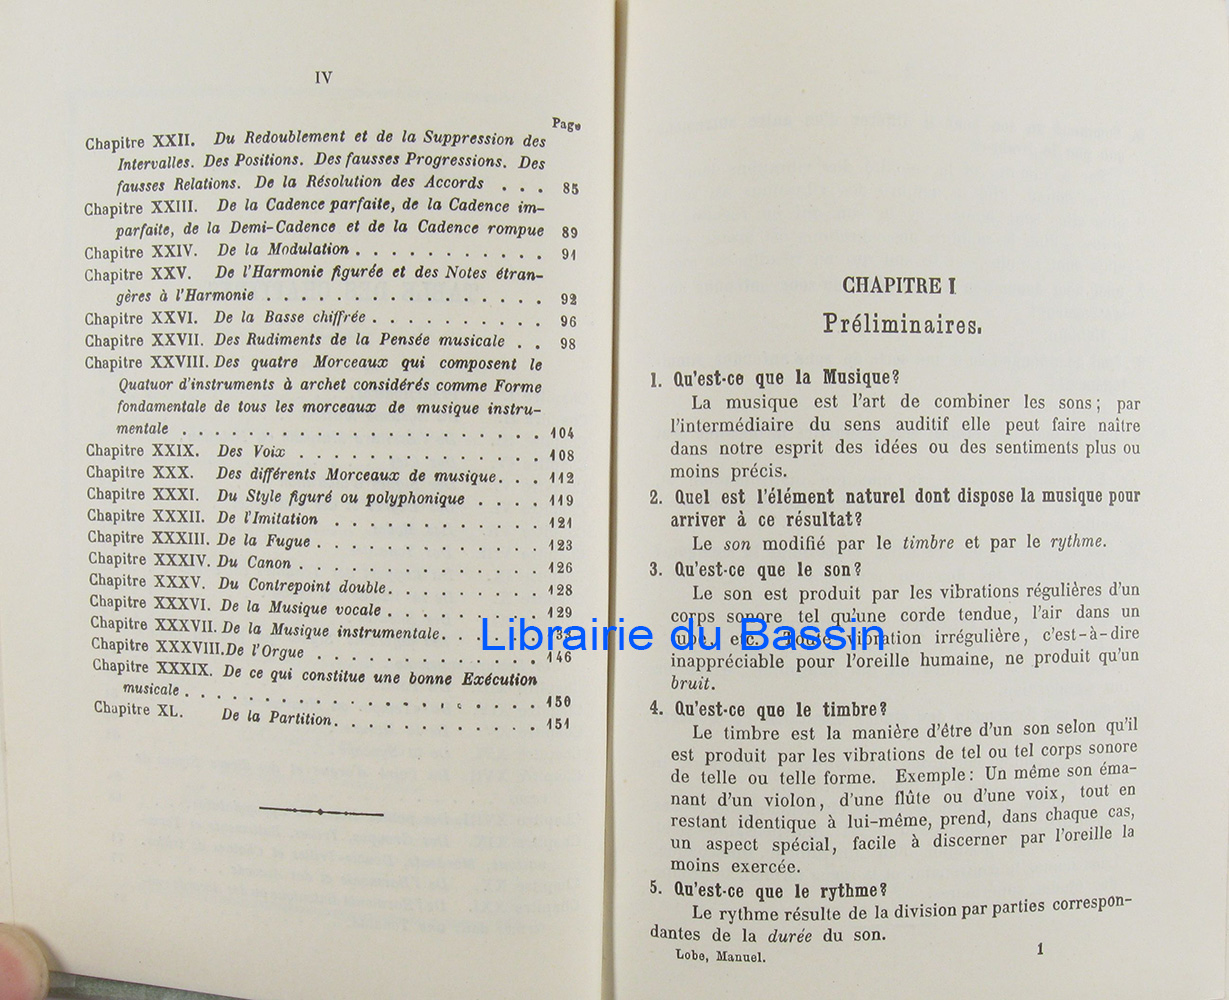 IV
Page
Chapitre XXII. Du Redoublement et de la Suppression des
Intervalles. Des Positions. Des fausses Progressions. Des
fausses Relations. De la Résolution des Accords . . . 85
Chapitre XXIII. De la Cadence parfaite, de la Cadence im-
parfaite, de la Demi-Cadence et de la Cadence rompue 89
Chapitre XXIV. De la Modulation . . . . . . . . . . . 91
Chapitre XXV. De l'Harmonie figurée et des Notes étran-
gères à l'Harmonie . . . . . . . . . . . . . . . . 92
Chapitre XXVI. De la Basse chiffrée . . . . . . . . . . 96
Chapitre XXVII. Des Rudiments de la Pensée musicale . . 98
Chapitre XXVIII. Des quatre Morceaux qui composent le
Quatuor d'instruments à archet considérés comme Forme
fondamentale de tous les morceaux de musique instru-
mentale . . . . . . . . . . . . . . . . . . . . . 104
Chapitre XXIX. Des Voix . . . . . . . . . . . . . . 108
Chapitre XXX. Des différents Morceaux de musique. . . 112
Chapitre XXXI. Du Style figuré ou polyphonique . . . . 119
Chapitre XXXII. De l'Imitation . . . . . . . . . . . . 121
Chapitre XXXIII. De la Fugue . . . . . . . . . . . . . 123
Chapitre XXXIV. Du Canon . . . . . . . . . . . . . . 126
Chapitre XXXV. Du Contrepoint double . . . . . . . . . 128
Chapitre XXXVI. De la Musique vocale . . . . . . . . . 129
Chapitre XXXVII. De la Musique instrumentale. . . . . .
Chapitre XXXVIII. De l'Orgue . . . . . . . . . . . . . 146
Chapitre XXXIX. De ce qui constitue une bonne Exécution
musicale . . . . . . . . . . . . . . . . . . . . . 150
Chapitre XL. De la Partition. . . . . . . . . . . . . 151
CHAPITRE I
Préliminaires.
1. Qu'est-ce que la Musique?
La musique est l'art de combiner les sons; par
l'intermédiaire du sens auditif elle peut faire naître
dans notre esprit des idées ou des sentiments plus ou
moins précis.
2. Quel est l'élément naturel dont dispose la musique pour
arriver à ce résultat?
Le son modifié par le timbre et par le rythme.
3. Qu'est-ce que le son?
Le son est produit par les vibrations régulières d'un
corps sonore tel qu'une corde tendue, l'air dans un
tube, etc. Toute vibration irrégulière, c'est-à-dire
inappréciable pour l'oreille humaine, ne produit qu'un
bruit.
4. Qu'est-ce que le timbre?
Le timbre est la manière d'être d'un son selon qu'il
est produit par les vibrations de tel ou tel corps sonore
de telle ou telle forme. Exemple: Un même son éma-
nant d'un violon, d'une flûte ou d'une voix, tout en
restant identique à lui-même, prend, dans chaque cas,
un aspect spécial, facile à discerner par l'oreille la
moins exercée.
5. Qu'est-ce que le rythme?
Le rythme résulte de la division par parties correspon-
dantes de la durée du son.
Lobe, Manuel. 1
Librairie du Bassin